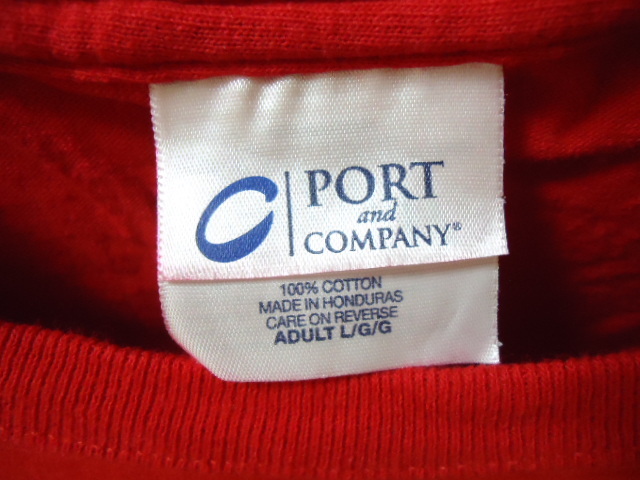 PORT
and
COMPANY®
100% COTTON
MADE IN HONDURAS
CARE ON REVERSE
ADULT L/G/G